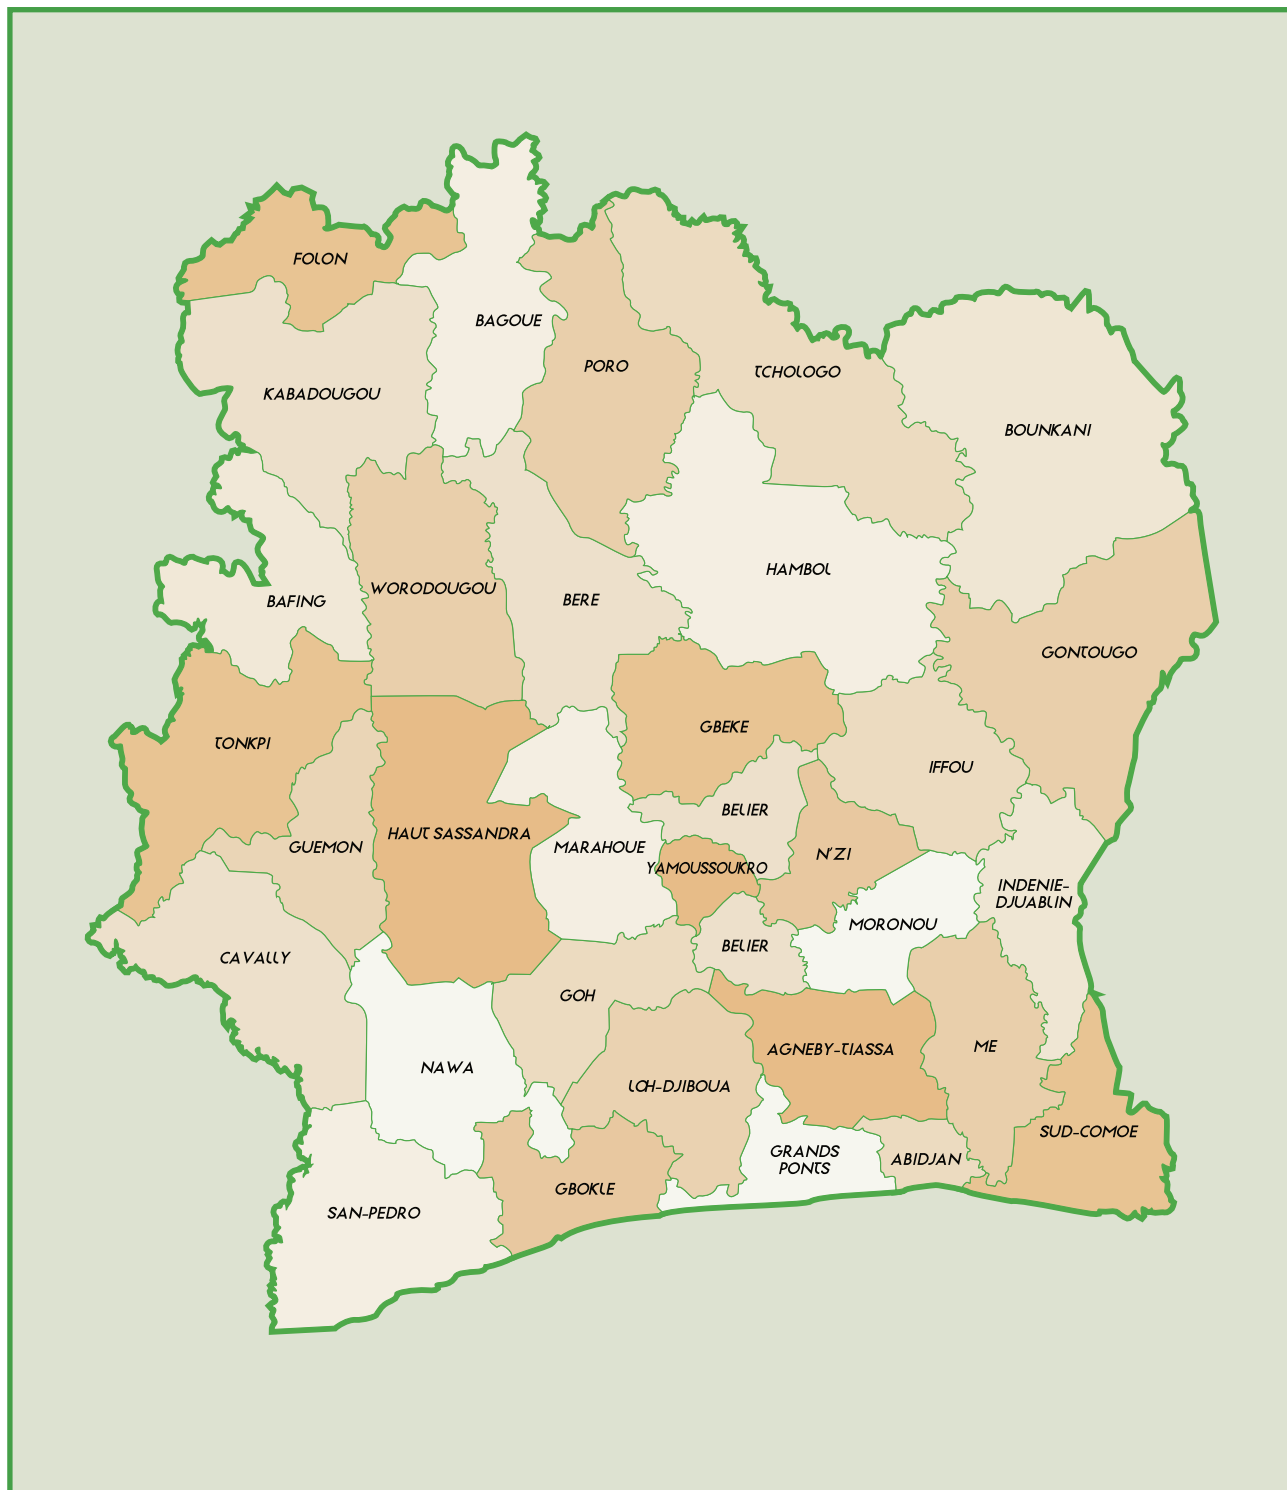 FOLON
BAGOUE
PORO
TCHOLOGO
KABADOUGOU
BOUNKANI
HAMBOL
WORODOUGOU
BAFING
BERE
GONTOUGO
GBEKE
TONKPI
IFFOU
BELIER
HAUT SASSANDRA
GUEMON
MARAHOUE
N'ZI
YAMOUSSOUKRO
INDENIE-
DJUABLIN
MORONOU
BELIER
CAVALLY
GOH
ME
AGNEBY-TIASSA
NAWA
LOH-DJIBOUA
SUD-COMOE
GRANDS
PONTS
ABIDJAN
GBOKLE
SAN-PEDRO